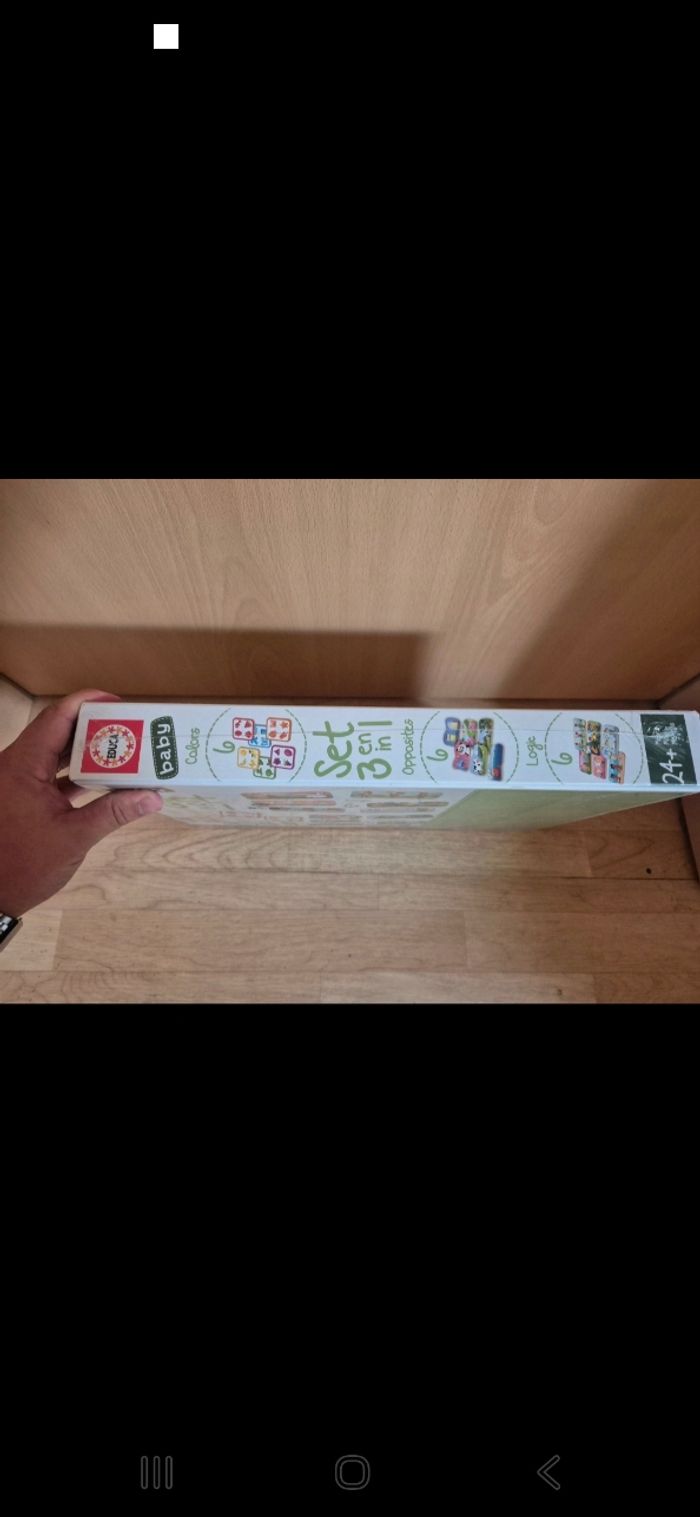 EDUCA
baby
Colors
6
Set
3 en
in 1
Opposites
6
Logic
6
24+